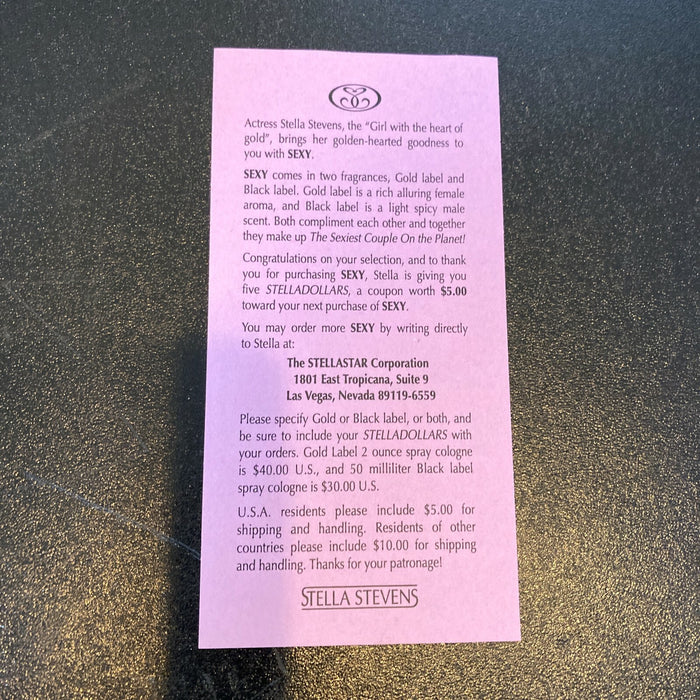 Actress Stella Stevens, the "Girl with the heart of
gold", brings her golden-hearted goodness to
you with SEXY.
SEXY comes in two fragrances, Gold label and
Black label. Gold label is a rich alluring female
aroma, and Black label is a light spicy male
scent. Both compliment each other and together
they make up The Sexiest Couple On the Planet!
Congratulations on your selection, and to thank
you for purchasing SEXY, Stella is giving you
five STELLADOLLARS, a coupon worth $5.00
toward your next purchase of SEXY.
You may order more SEXY by writing directly
to Stella at:
The STELLASTAR Corporation
1801 East Tropicana, Suite 9
Las Vegas, Nevada 89119-6559
Please specify Gold or Black label, or both, and
be sure to include your STELLADOLLARS with
your orders. Gold Label 2 ounce spray cologne
is $40.00 U.S., and 50 milliliter Black label
spray cologne is $30.00 U.S.
U.S.A. residents please include $5.00 for
shipping and handling. Residents of other
countries please include $10.00 for shipping
and handling. Thanks for your patronage!
STELLA STEVENS